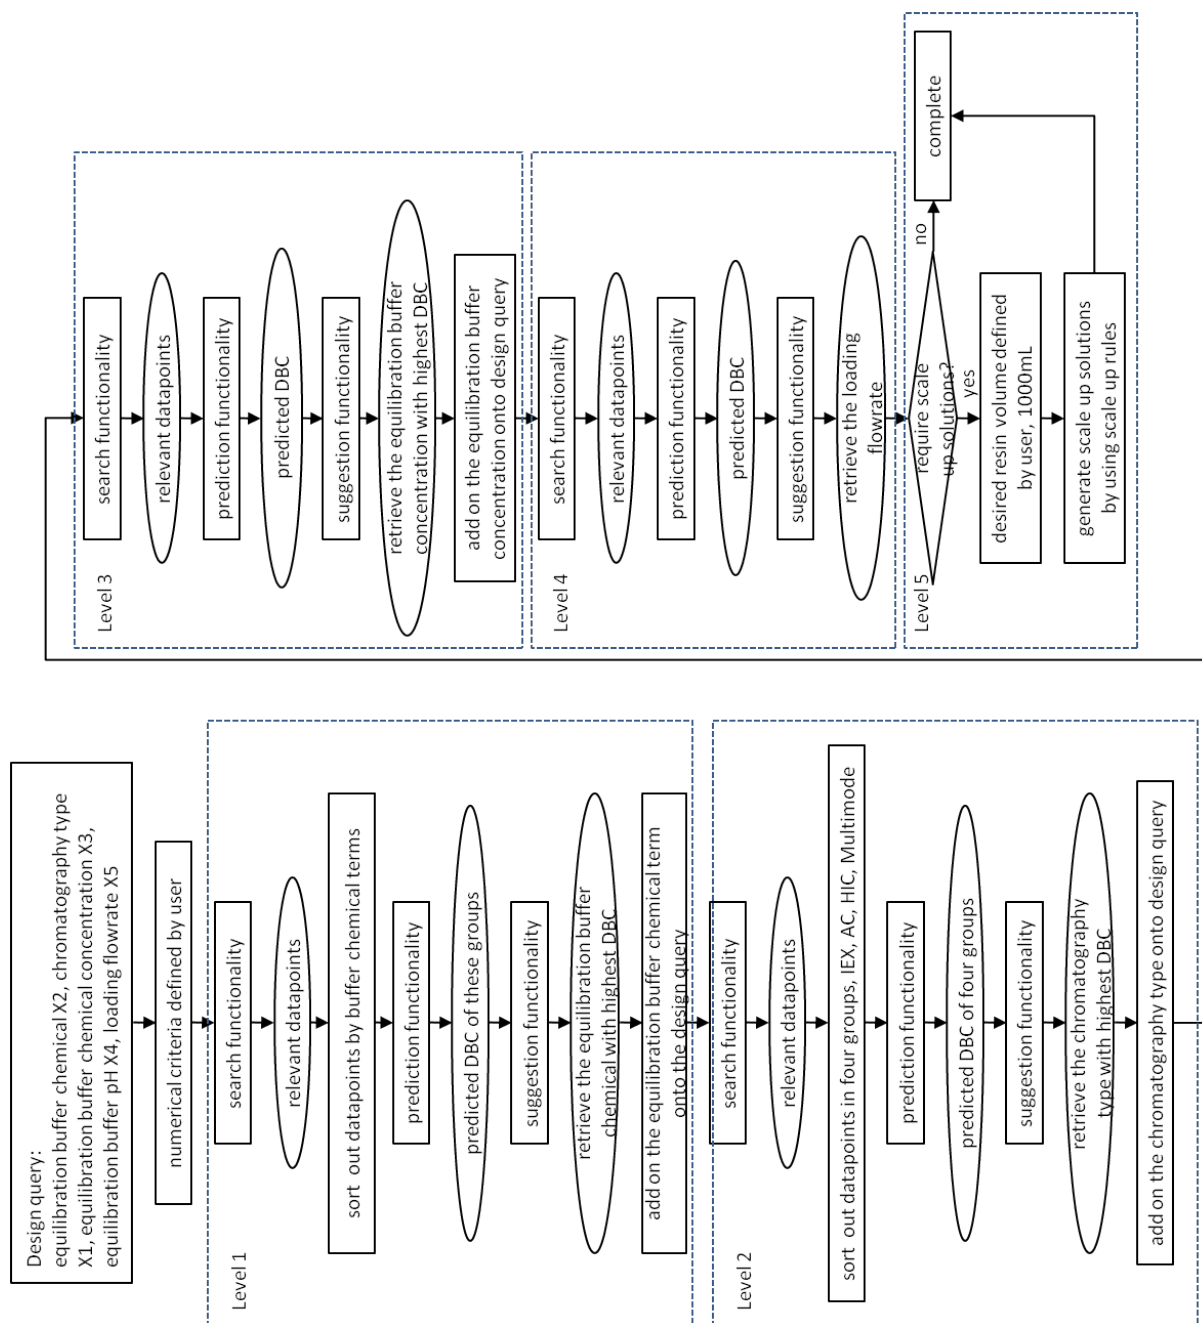 Design query:
equilibration buffer chemical X2, chromatography type
X1, equilibration buffer chemical concentration X3,
equilibration buffer pH X4, loading flowrate X5
numerical criteria defined by user
Level 1
search functionality
relevant datapoints
sort out datapoints by buffer chemical terms
prediction functionality
predicted DBC of these groups
suggestion functionality
retrieve the equilibration buffer
chemical with highest DBC
add on the equilibration buffer chemical term
onto the design query
Level 2
search functionality
relevant datapoints
sort out datapoints in four groups, IEX, AC, HIC, Multimode
prediction functionality
predicted DBC of four groups
suggestion functionality
retrieve the chromatography
type with highest DBC
add on the chromatography type onto design query
Level 3
search functionality
relevant datapoints
prediction functionality
predicted DBC
suggestion functionality
retrieve the equilibration buffer
concentration with highest DBC
add on the equilibration buffer
concentration onto design query
Level 4
search functionality
relevant datapoints
prediction functionality
predicted DBC
suggestion functionality
retrieve the loading
flowrate
Level 5
require scale
up solutions?
no
complete
yes
desired resin volume defined
by user, 1000mL
generate scale up solutions
by using scale up rules